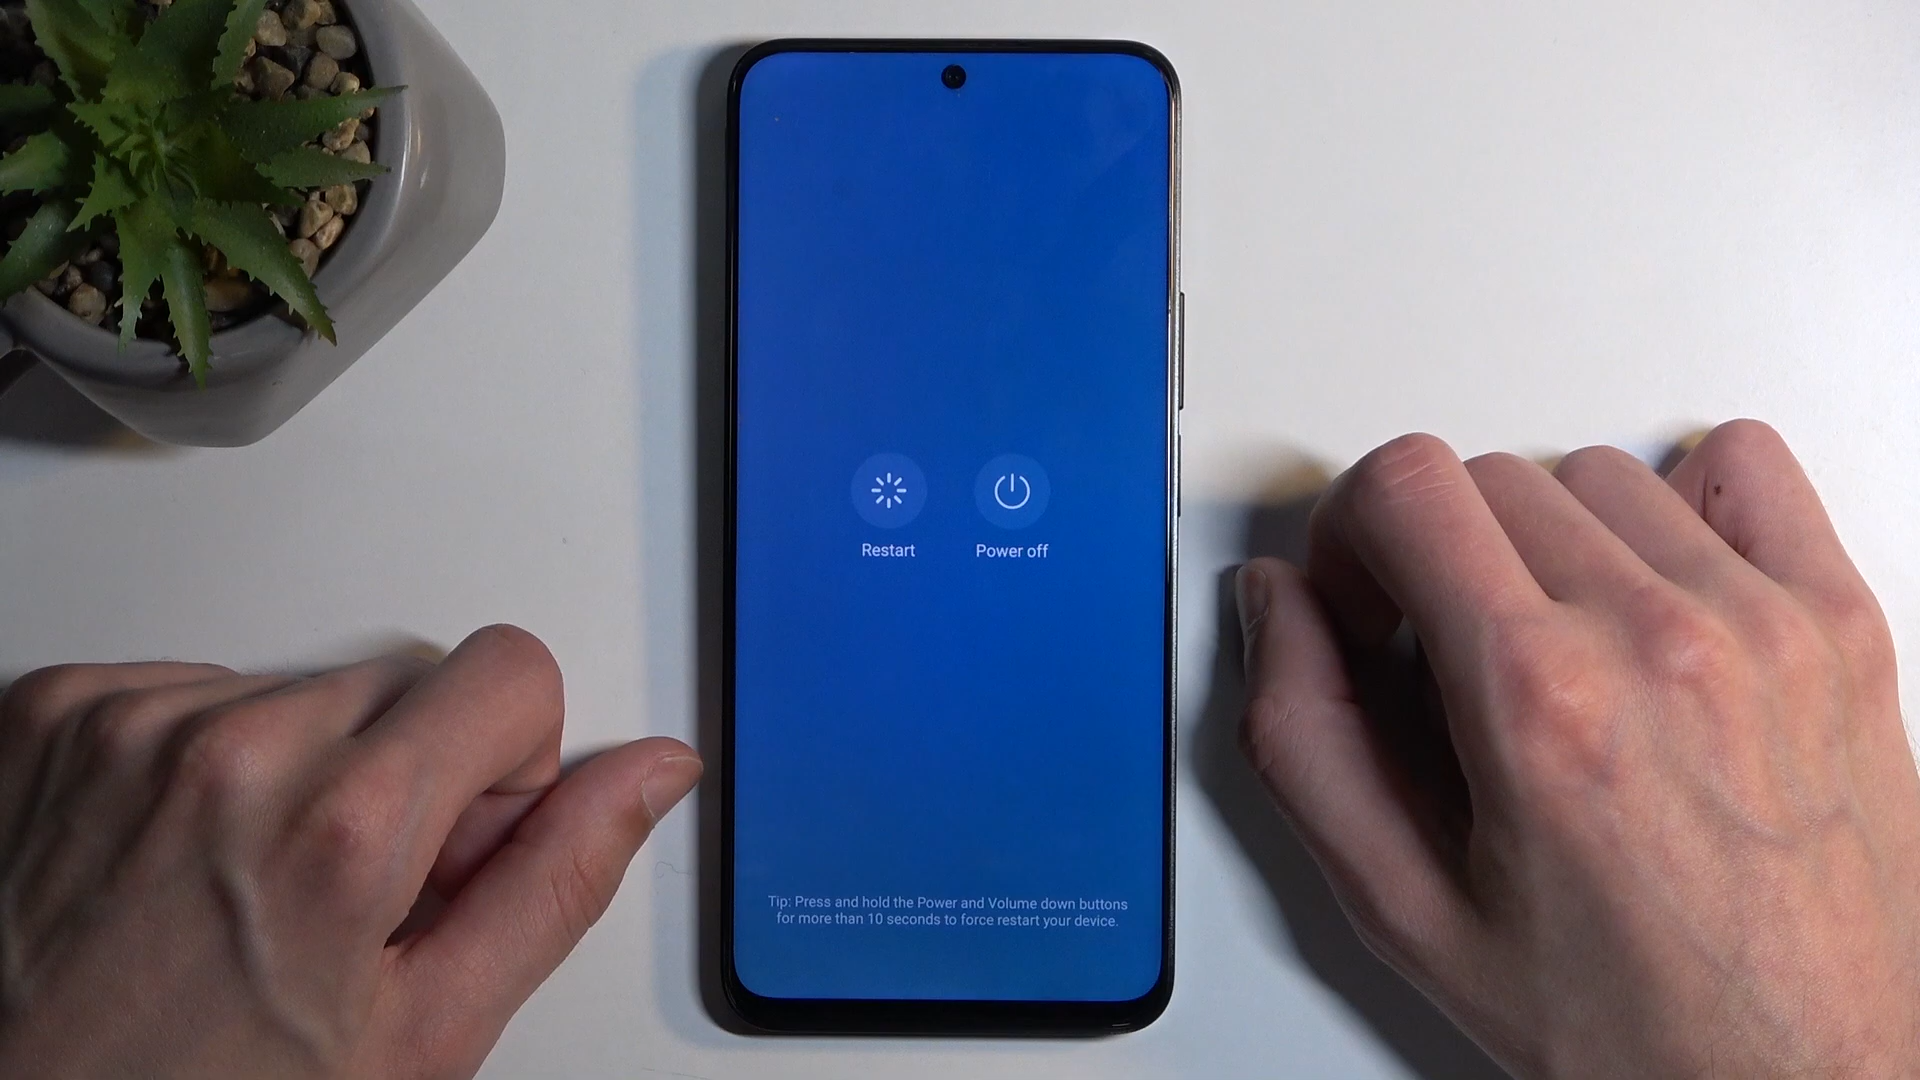 Restart
Power off
Tip: Press and hold the Power and Volume down buttons
for more than 10 seconds to force restart your device.